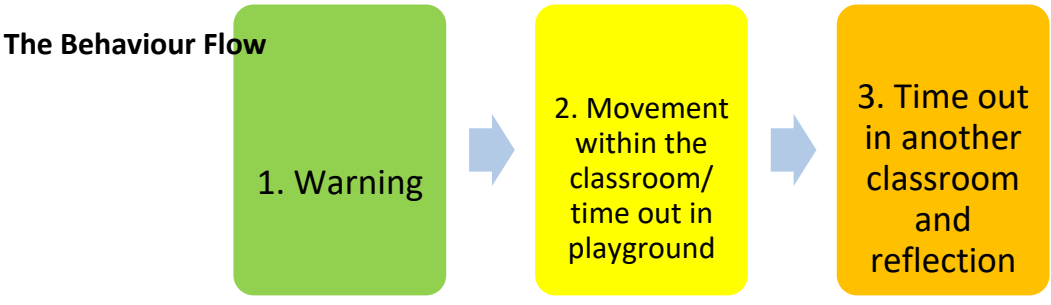 The Behaviour Flow
1. Warning
2. Movement
within the
classroom/
time out in
playground
3. Time out
in another
classroom
and
reflection